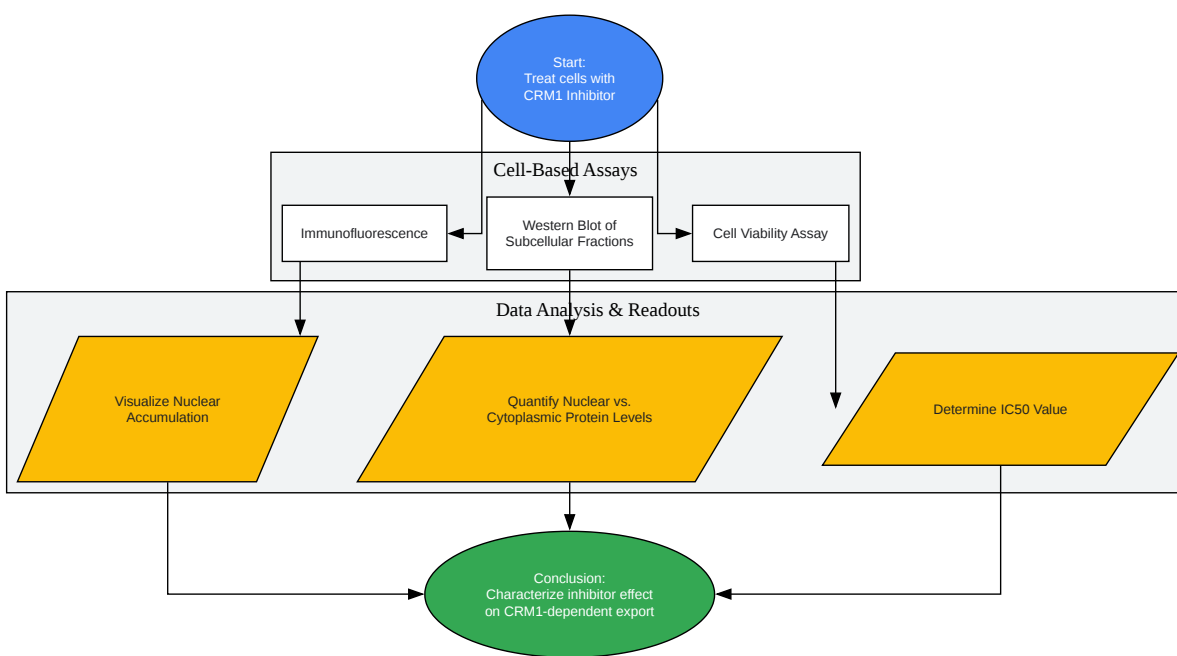 Start:
Treat cells with
CRM1 Inhibitor
Cell-Based Assays
Immunofluorescence
Western Blot of
Subcellular Fractions
Cell Viability Assay
Data Analysis & Readouts
Visualize Nuclear
Accumulation
Quantify Nuclear vs.
Cytoplasmic Protein Levels
Determine IC50 Value
Conclusion:
Characterize inhibitor effect
on CRM1-dependent export